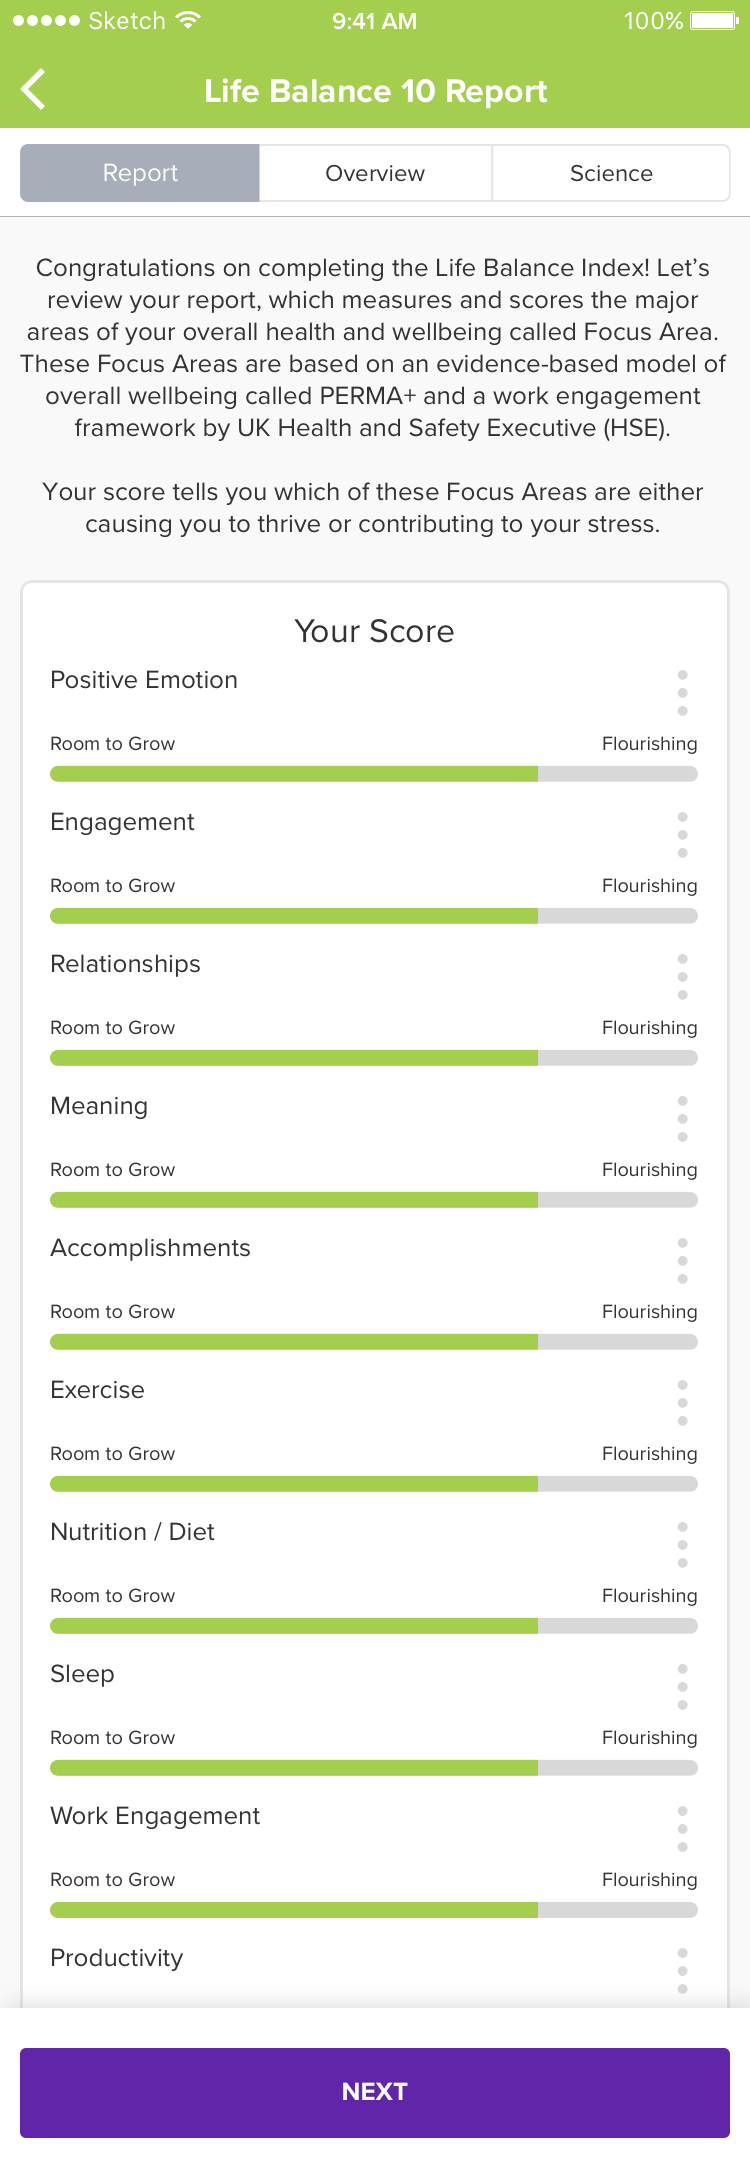 Sketch 9:41 AM 100%
Life Balance 10 Report
Report Overview Science
Congratulations on completing the Life Balance Index! Let’s
review your report, which measures and scores the major
areas of your overall health and wellbeing called Focus Area.
These Focus Areas are based on an evidence-based model of
overall wellbeing called PERMA+ and a work engagement
framework by UK Health and Safety Executive (HSE).
Your score tells you which of these Focus Areas are either
causing you to thrive or contributing to your stress.
Your Score
Positive Emotion
Room to Grow Flourishing
Engagement
Room to Grow Flourishing
Relationships
Room to Grow Flourishing
Meaning
Room to Grow Flourishing
Accomplishments
Room to Grow Flourishing
Exercise
Room to Grow Flourishing
Nutrition / Diet
Room to Grow Flourishing
Sleep
Room to Grow Flourishing
Work Engagement
Room to Grow Flourishing
Productivity
NEXT